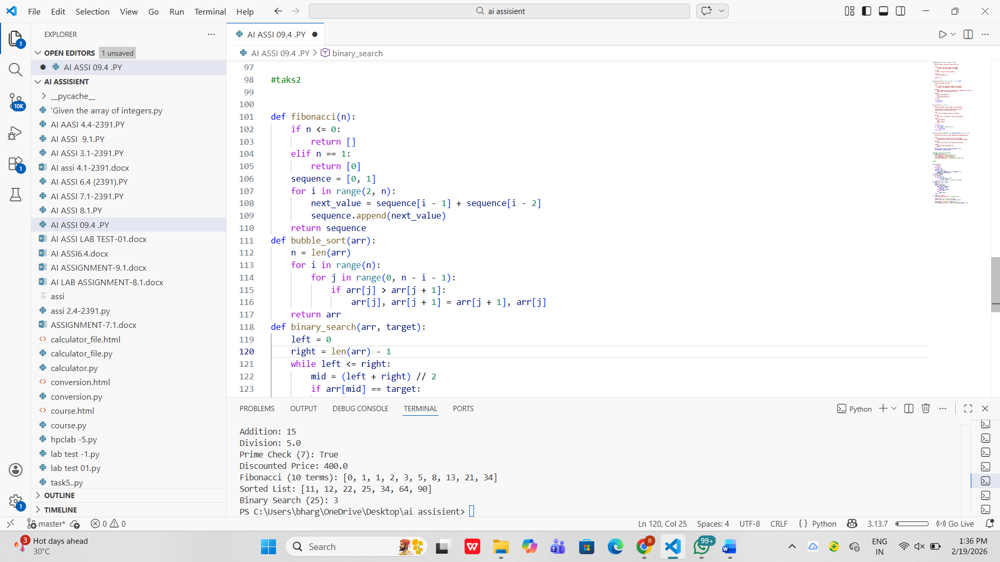 File Edit Selection View Go Run Terminal Help
ai assisient
EXPLORER
OPEN EDITORS 1 unsaved
AI ASSI 09.4 .PY
AI ASSISIENT
__pycache__
'Given the array of integers.py
AI AASI 4.4-2391.PY
AI ASSI  9.1.PY
AI ASSI 3.1-2391.PY
AI assi 4.1-2391.docx
AI ASSI 6.4 (2391).PY
AI ASSI 7.1-2391.PY
AI ASSI 8.1.PY
AI ASSI 09.4 .PY
AI ASSI LAB TEST-01.docx
AI ASSI6.4.docx
AI ASSIGNMENT-9.1.docx
AI LAB ASSIGNMENT-8.1.docx
assi
assi 2.4-2391.py
ASSIGNMENT-7.1.docx
calculator_file.html
calculator_file.py
calculator.py
conversion.html
conversion.py
course.html
course.py
hpclab -5.py
lab test -1.py
lab test 01.py
task5..py
OUTLINE
TIMELINE
1
10K
1
1
AI ASSI 09.4 .PY
AI ASSI 09.4 .PY > binary_search
97
98 #taks2
99
100
101 def fibonacci(n):
102 if n <= 0:
103 return []
104 elif n == 1:
105 return [0]
106 sequence = [0, 1]
107 for i in range(2, n):
108 next_value = sequence[i - 1] + sequence[i - 2]
109 sequence.append(next_value)
110 return sequence
111 def bubble_sort(arr):
112 n = len(arr)
113 for i in range(n):
114 for j in range(0, n - i - 1):
115 if arr[j] > arr[j + 1]:
116 arr[j], arr[j + 1] = arr[j + 1], arr[j]
117 return arr
118 def binary_search(arr, target):
119 left = 0
120 right = len(arr) - 1
121 while left <= right:
122 mid = (left + right) // 2
123 if arr[mid] == target:
PROBLEMS OUTPUT DEBUG CONSOLE TERMINAL PORTS
Python
Addition: 15
Division: 5.0
Prime Check (7): True
Discounted Price: 400.0
Fibonacci (10 terms): [0, 1, 1, 2, 3, 5, 8, 13, 21, 34]
Sorted List: [11, 12, 22, 25, 34, 64, 90]
Binary Search (25): 3
PS C:\Users\bharg\OneDrive\Desktop\ai assisient>
master* 0 0
Ln 120, Col 25 Spaces: 4 UTF-8 CRLF { } Python 3.13.7 Go Live
3
Hot days ahead
30°C
Search
B
99+
ENG
IN
1:36 PM
2/19/2026